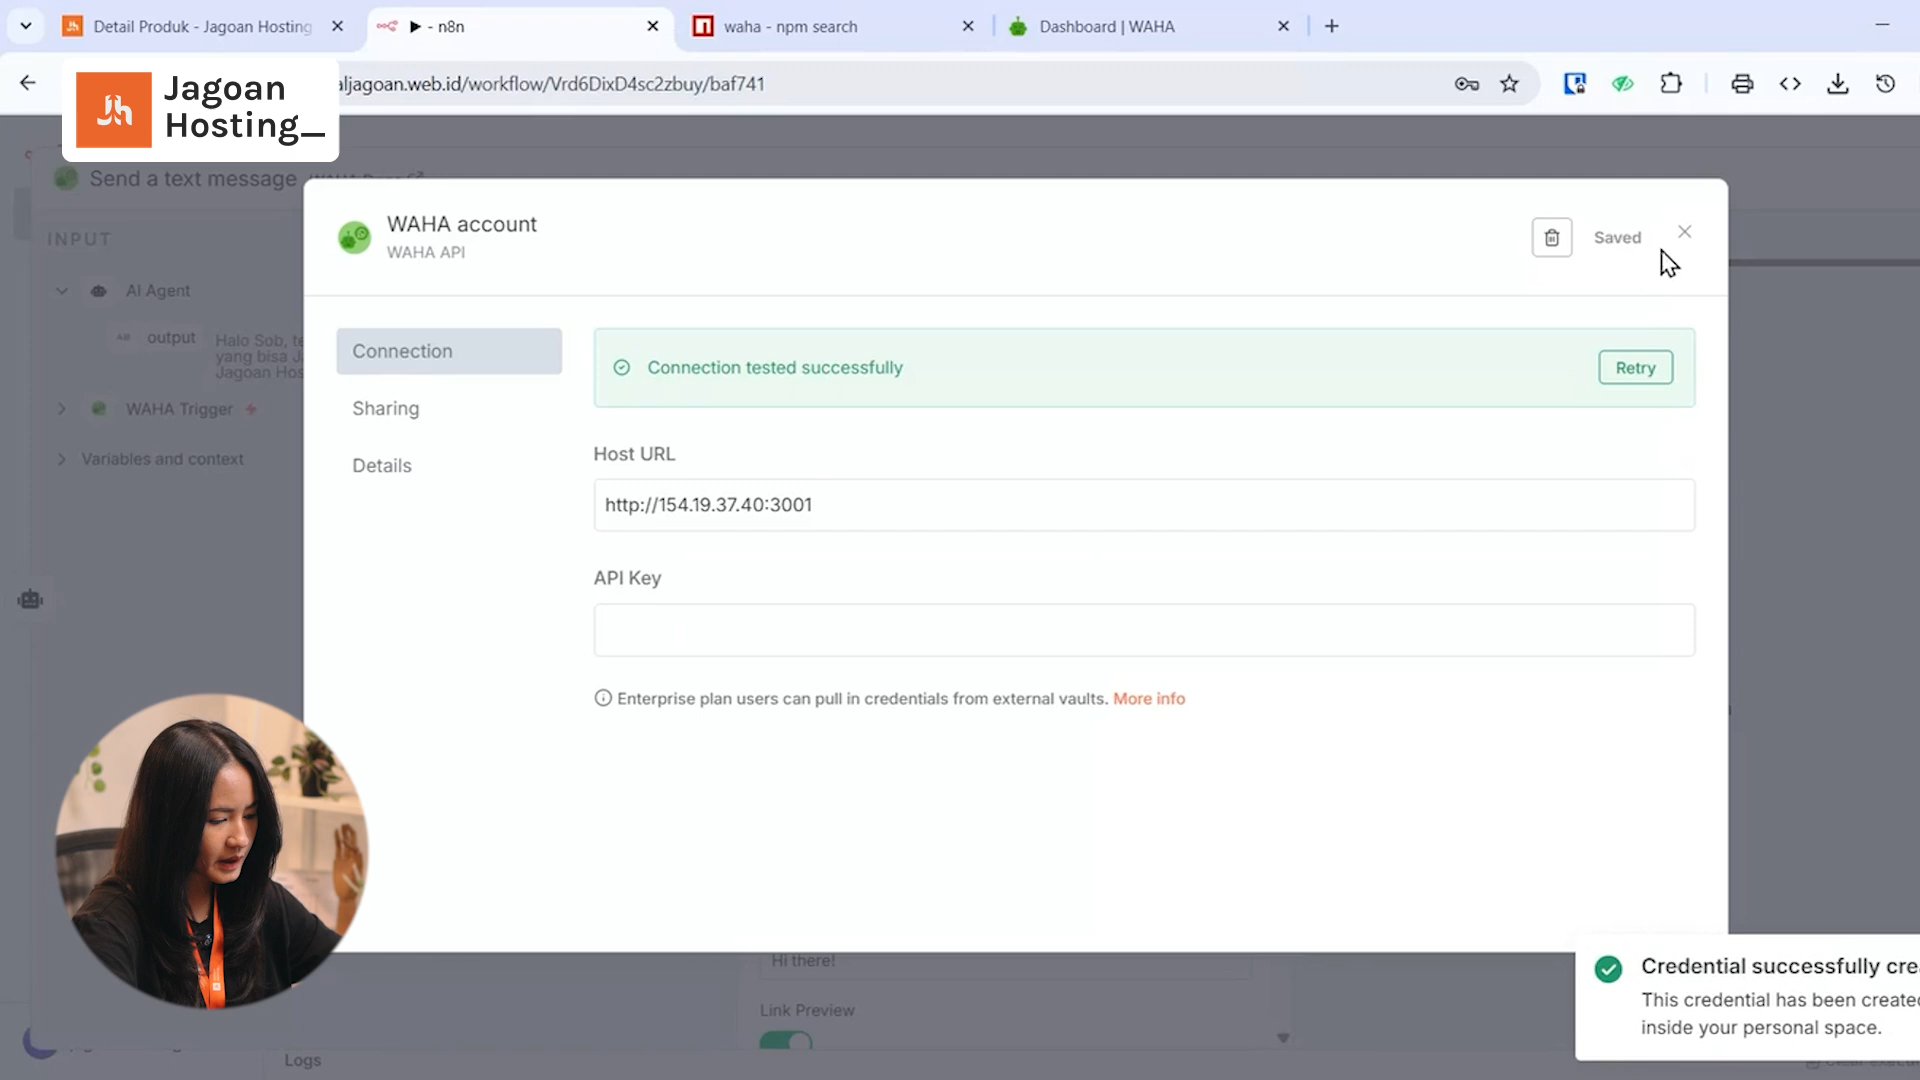 Detail Produk - Jagoan Hosting
▶ - n8n
waha - npm search
Dashboard | WAHA
aljagoan.web.id/workflow/Vrd6DixD4sc2zbuy/baf741
Jagoan
Hosting_
Send a text message
INPUT
AI Agent
output
Halo Sob, te
yang bisa J
Jagoan Hos
WAHA Trigger
Variables and context
WAHA account
WAHA API
Saved
Connection
Sharing
Details
Connection tested successfully
Retry
Host URL
http://154.19.37.40:3001
API Key
Enterprise plan users can pull in credentials from external vaults. More info
Hi there!
Link Preview
Logs
Credential successfully cre
This credential has been created
inside your personal space.